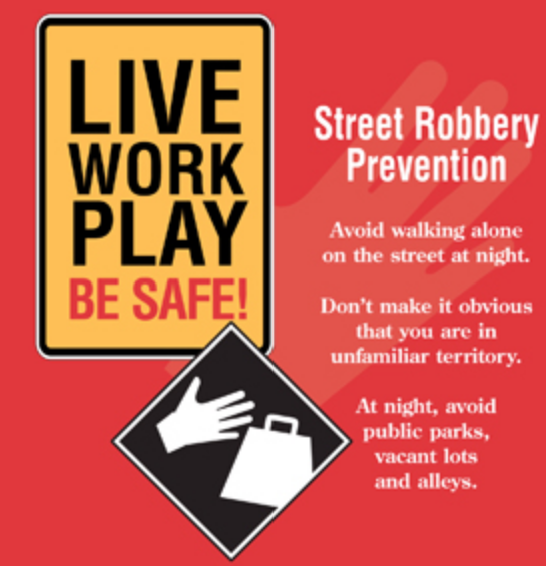 LIVE
WORK
PLAY
BE SAFE!
Street Robbery
Prevention
Avoid walking alone
on the street at night.
Don't make it obvious
that you are in
unfamiliar territory.
At night, avoid
public parks,
vacant lots
and alleys.